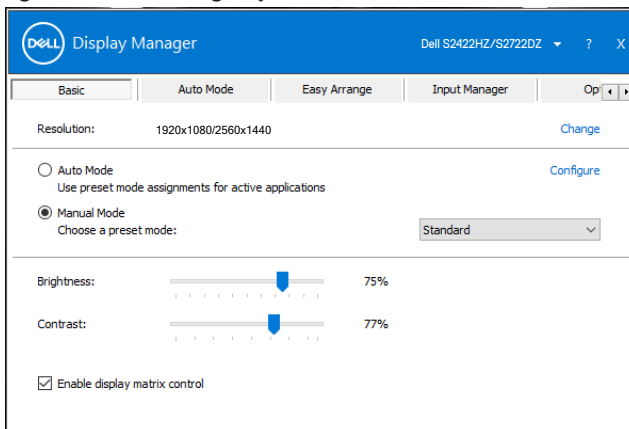 DELL Display Manager Dell S2422HZ/S2722DZ ? X
Basic Auto Mode Easy Arrange Input Manager Op
Resolution: 1920x1080/2560x1440 Change
Auto Mode Configure
Use preset mode assignments for active applications
Manual Mode
Choose a preset mode: Standard
Brightness: 75%
Contrast: 77%
Enable display matrix control